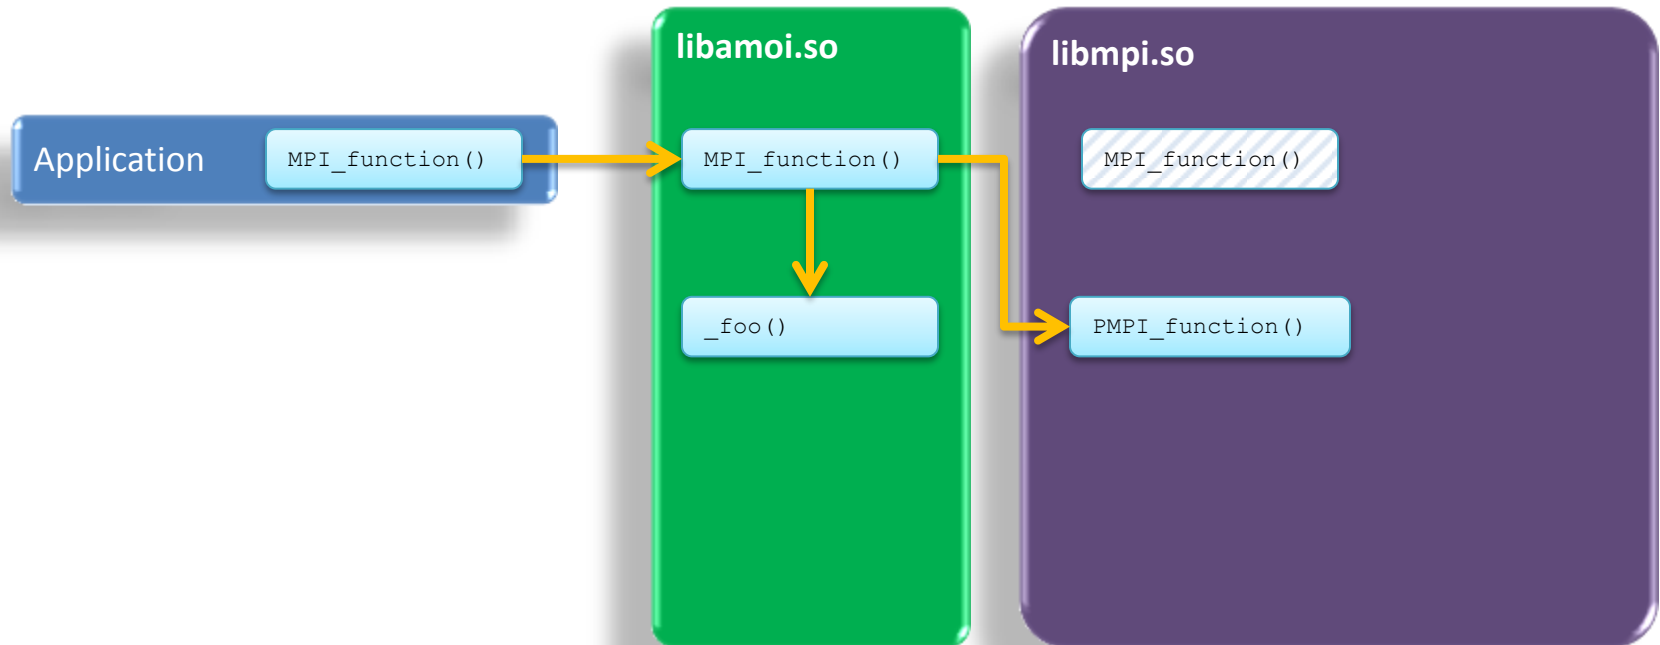 libamoi.so
libmpi.so
Application
MPI_function()
MPI_function()
MPI_function()
_foo()
PMPI_function()